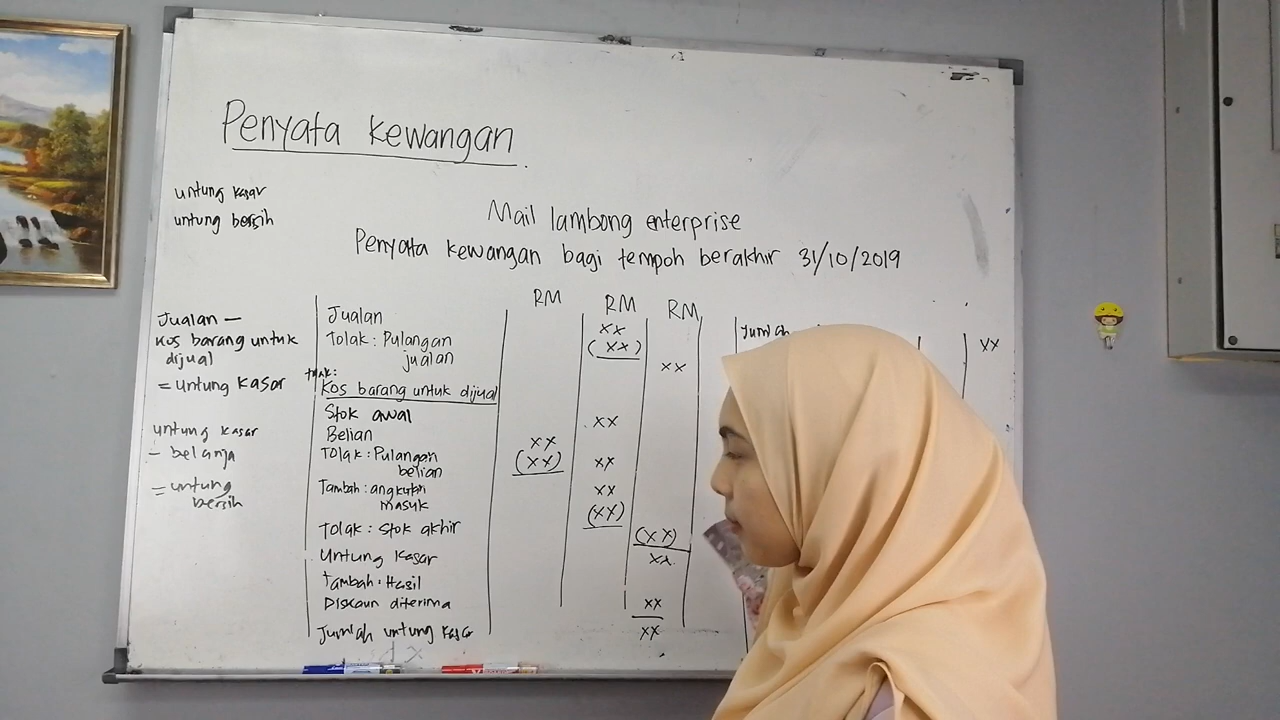 Penyata Kewangan
untung kasar
untung bersih
Mail lambong enterprise
Penyata kewangan bagi tempoh berakhir 31/10/2019
Jualan -
Kos barang untuk
dijual
= untung kasar
untung kasar
- belanja
= untung
bersih
RM RM RM
Jualan xx
Tolak: Pulangan (xx)
jualan xx
tolak:
Kos barang untuk dijual
Stok awal xx
Belian xx
Tolak: Pulangan (xx) xx
belian
Tambah: angkutan xx
masuk (xx)
Tolak: Stok akhir (xx)
Untung Kasar xx
Tambah: Hasil
Diskaun diterima xx
Jumlah untung kasar xx
Jumlah
xx